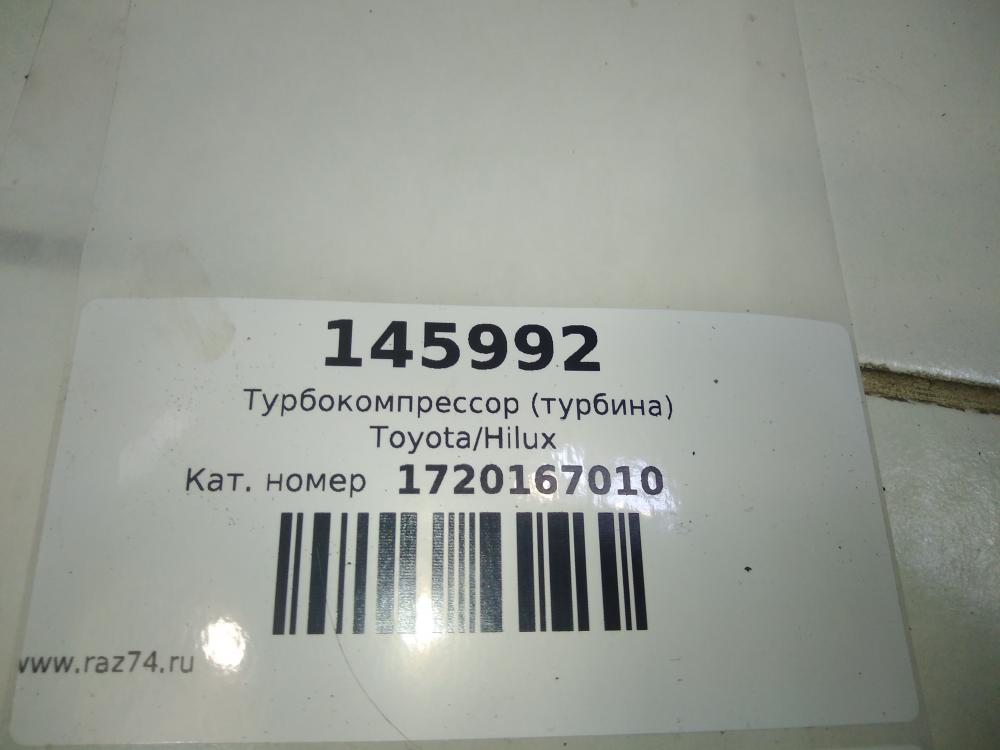 145992
Турбокомпрессор (турбина)
Toyota/Hilux
Кат. номер 1720167010
www.raz74.ru